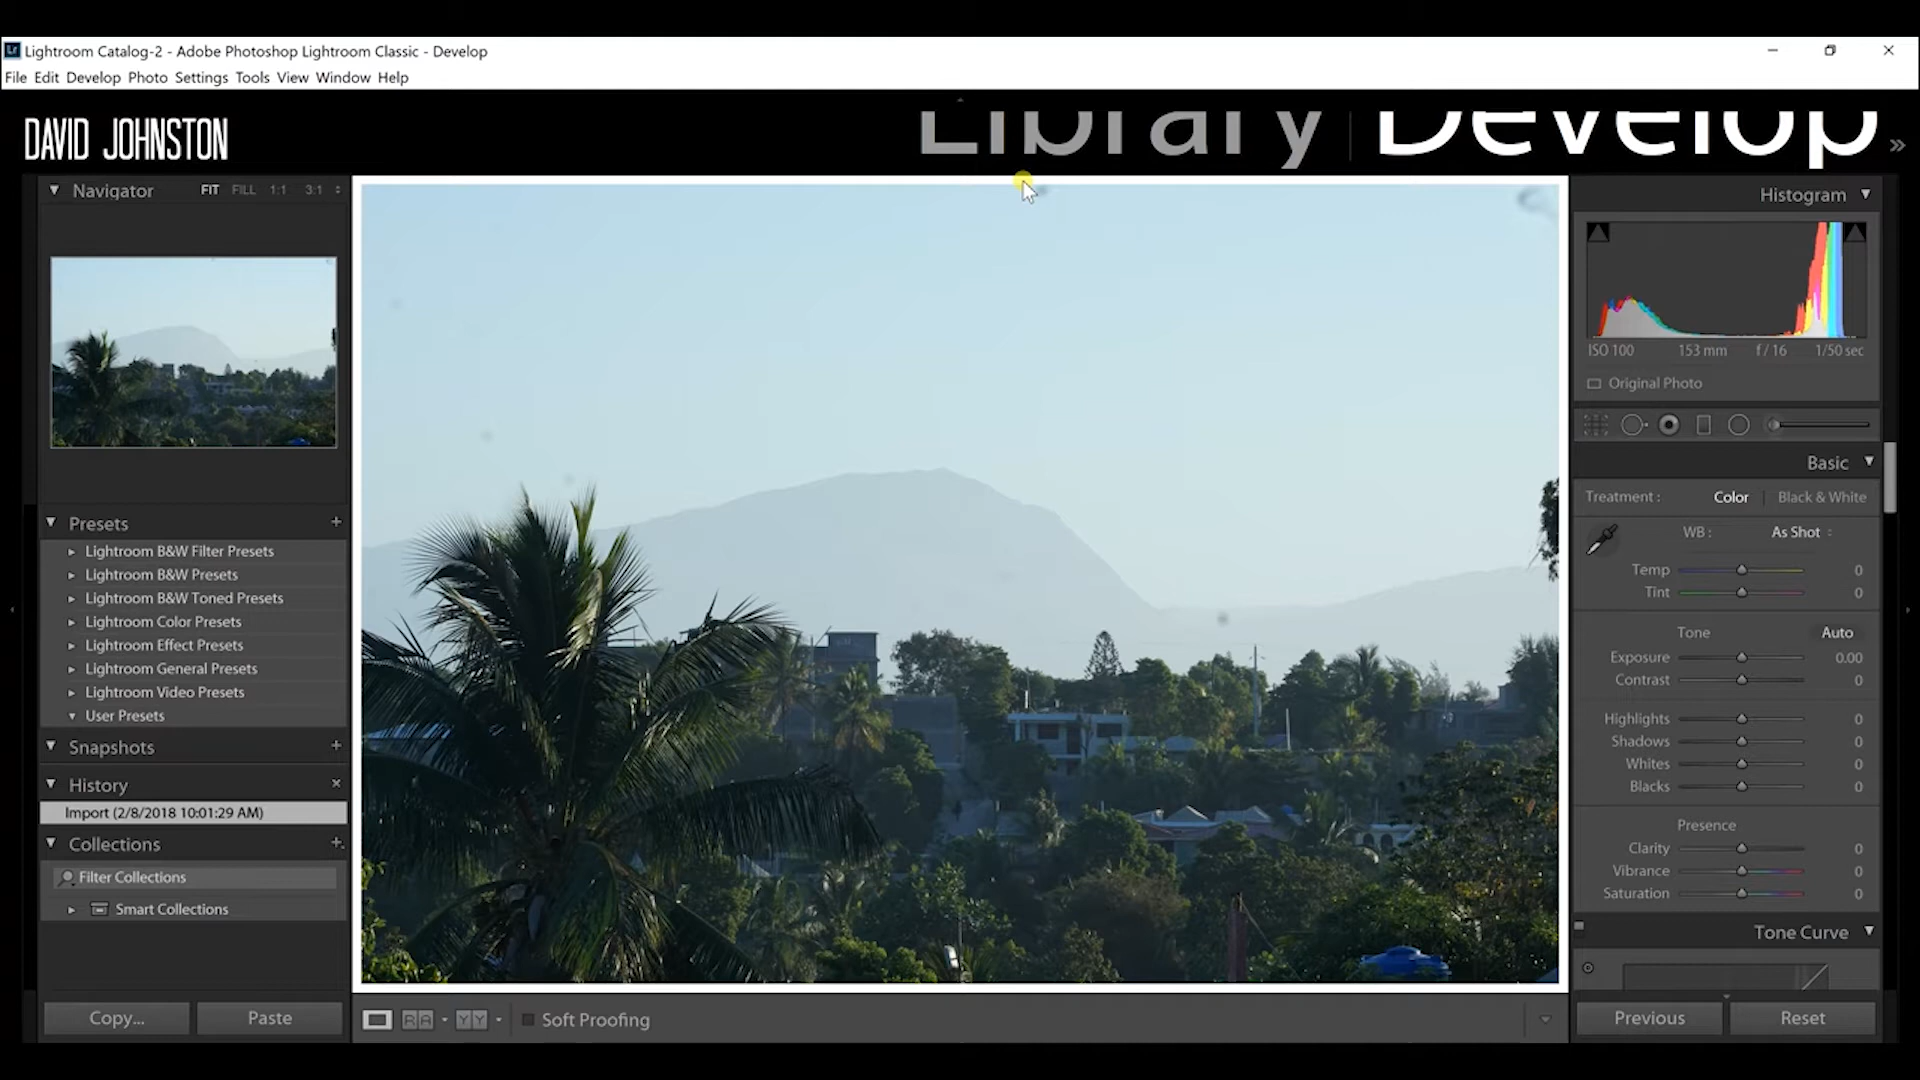 Lightroom Catalog-2 - Adobe Photoshop Lightroom Classic - Develop
File Edit Develop Photo Settings Tools View Window Help
DAVID JOHNSTON
Library | Develop
Navigator FIT FILL 1:1 3:1
Presets
Lightroom B&W Filter Presets
Lightroom B&W Presets
Lightroom B&W Toned Presets
Lightroom Color Presets
Lightroom Effect Presets
Lightroom General Presets
Lightroom Video Presets
User Presets
Snapshots
History
Import (2/8/2018 10:01:29 AM)
Collections
Filter Collections
Smart Collections
Copy... Paste
Soft Proofing
Histogram
ISO 100 153 mm f / 16 1/50 sec
Original Photo
Basic
Treatment : Color Black & White
WB : As Shot
Temp 0
Tint 0
Tone Auto
Exposure 0.00
Contrast 0
Highlights 0
Shadows 0
Whites 0
Blacks 0
Presence
Clarity 0
Vibrance 0
Saturation 0
Tone Curve
Previous Reset